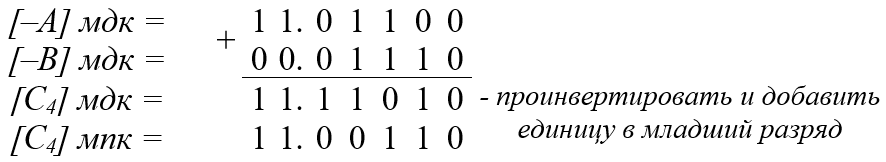 [–A] мдк = 1 1. 0 1 1 0 0
+
[–B] мдк = 0 0. 0 1 1 1 0
[C₄] мдк = 1 1. 1 1 0 1 0 - проинвертировать и добавить
[C₄] мпк = 1 1. 0 0 1 1 0 единицу в младший разряд